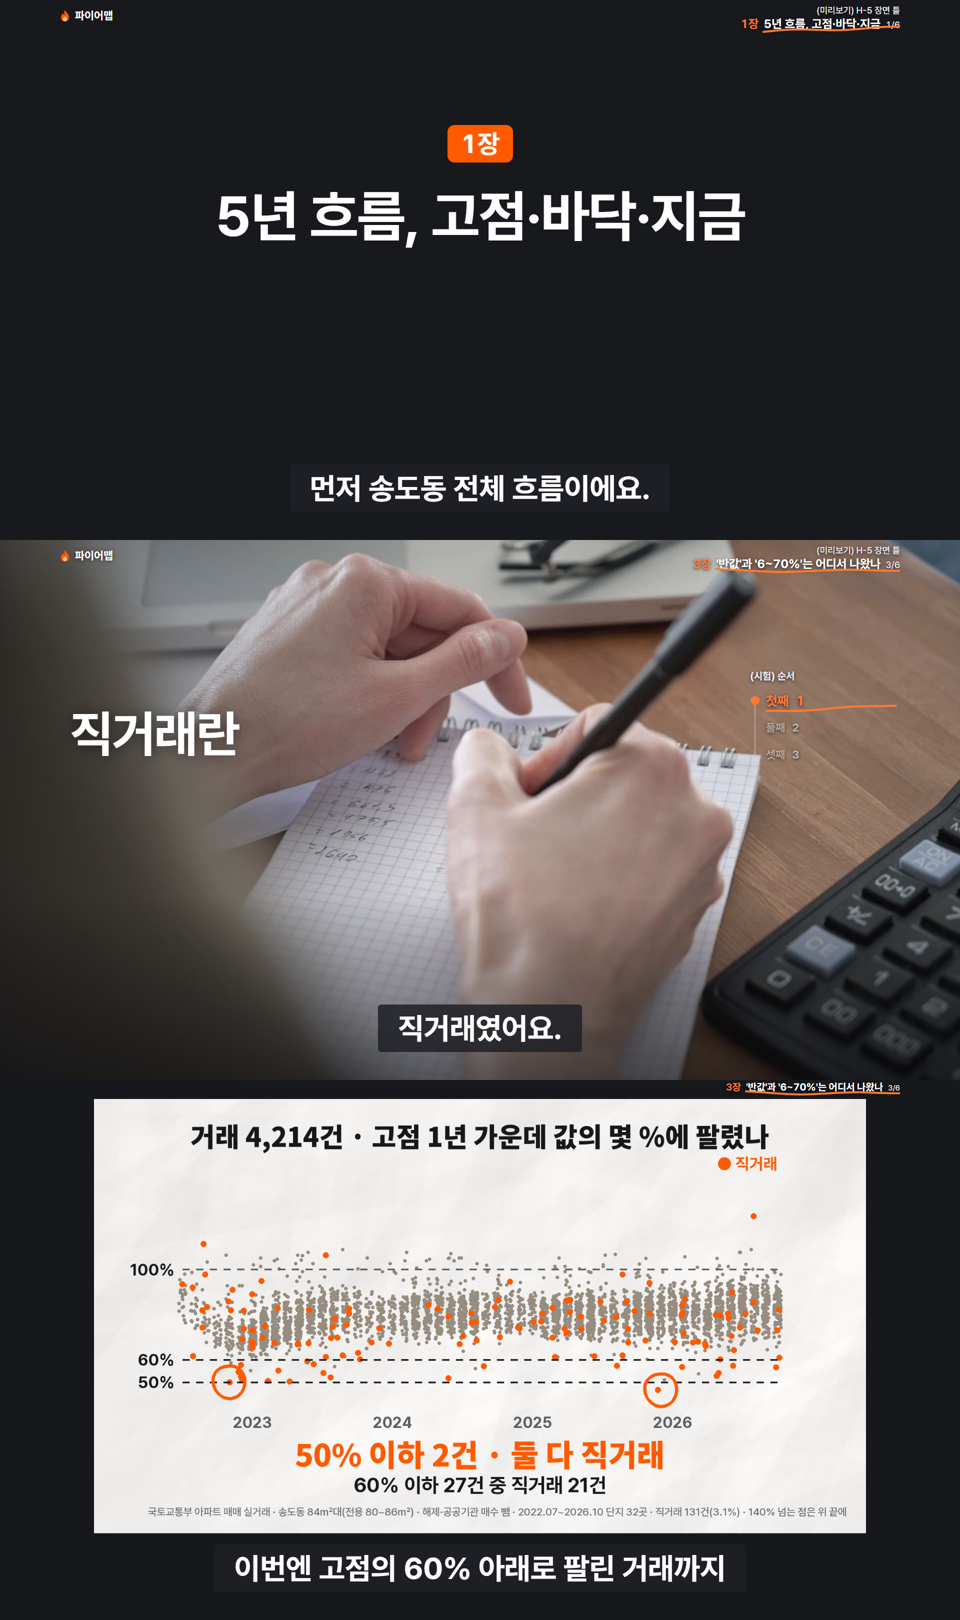 파이어맵
(미리보기) H-5 장면 틀
1장 5년 흐름, 고점·바닥·지금 1/6
1장
5년 흐름, 고점·바닥·지금
먼저 송도동 전체 흐름이에요.
파이어맵
(미리보기) H-5 장면 틀
3장 '반값'과 '6~70%'는 어디서 나왔나 3/6
(시험) 순서
첫째 1
둘째 2
셋째 3
직거래란
CE
0
00
1
4
00+0
000
직거래였어요.
3장 '반값'과 '6~70%'는 어디서 나왔나 3/6
거래 4,214건 · 고점 1년 가운데 값의 몇 %에 팔렸나
직거래
100%
60%
50%
2023 2024 2025 2026
50% 이하 2건 · 둘 다 직거래
60% 이하 27건 중 직거래 21건
국토교통부 아파트 매매 실거래 · 송도동 84m²대(전용 80~86m²) · 해제·공공기관 매수 뺌 · 2022.07~2026.10 단지 32곳 · 직거래 131건(3.1%) · 140% 넘는 점은 위 끝에
이번엔 고점의 60% 아래로 팔린 거래까지